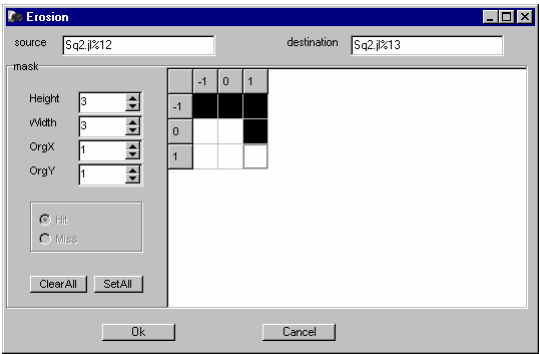 Erosion
source Sq2.jl%12 destination Sq2.jl%13
mask
-1 0 1
Height 3
-1
Width 3
0
OrgX 1
1
OrgY 1
Hit
Miss
ClearAll SetAll
Ok Cancel